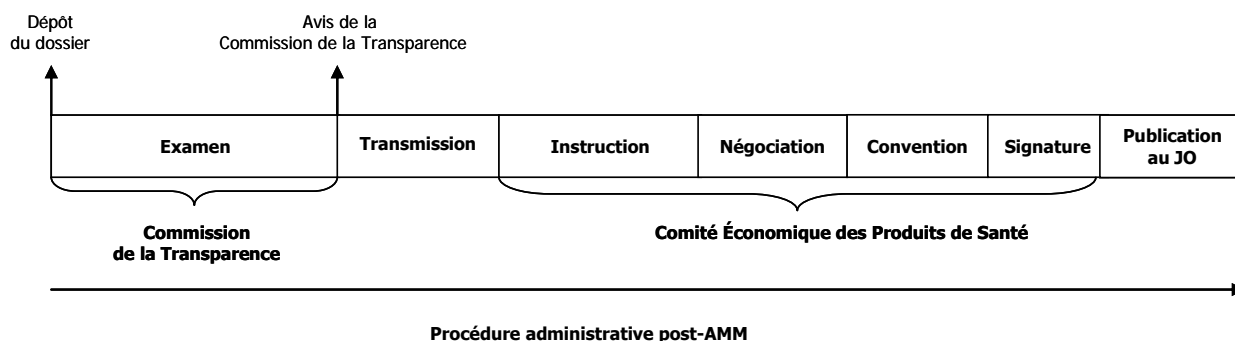 Dépôt
du dossier
Avis de la
Commission de la Transparence
Examen
Transmission
Instruction
Négociation
Convention
Signature
Publication
au JO
Commission
de la Transparence
Comité Économique des Produits de Santé
Procédure administrative post-AMM